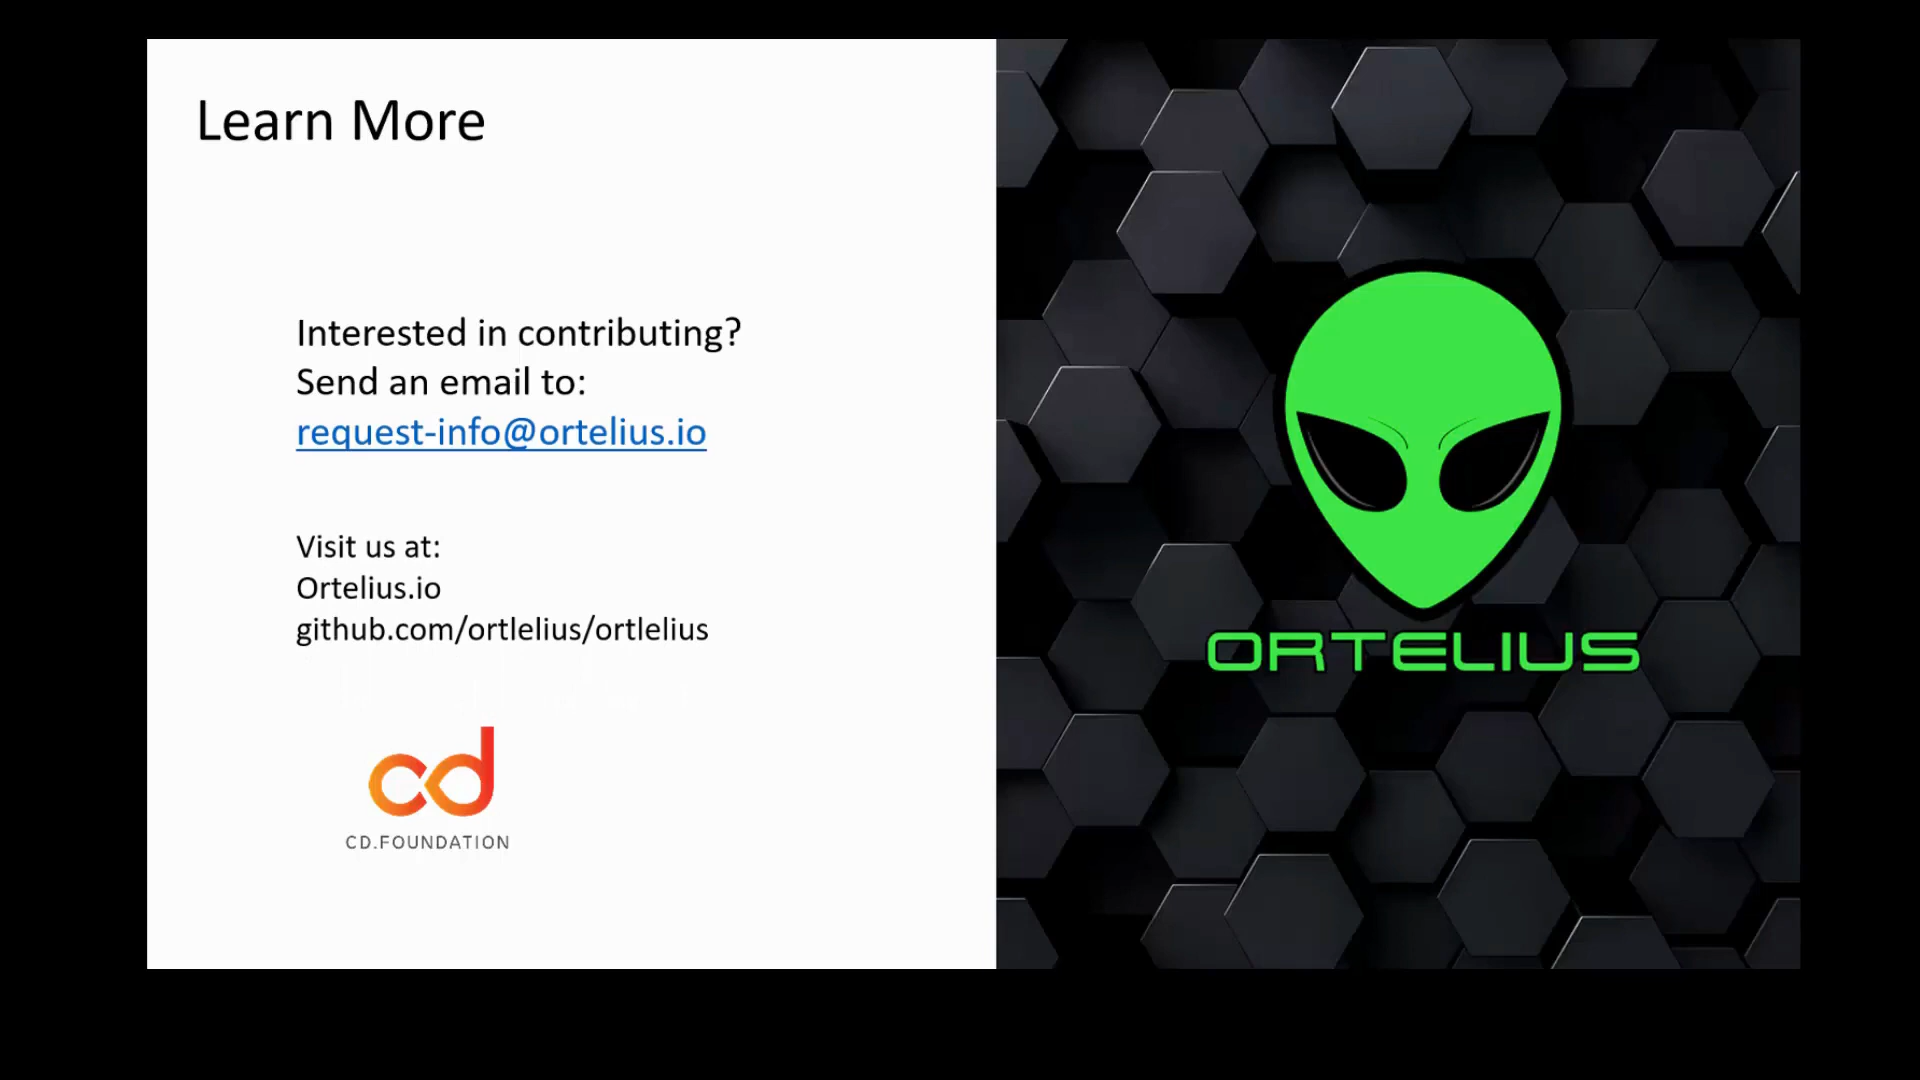 Learn More
Interested in contributing?
Send an email to:
request-info@ortelius.io
Visit us at:
Ortelius.io
github.com/ortlelius/ortlelius
cd
CD.FOUNDATION
ORTELIUS